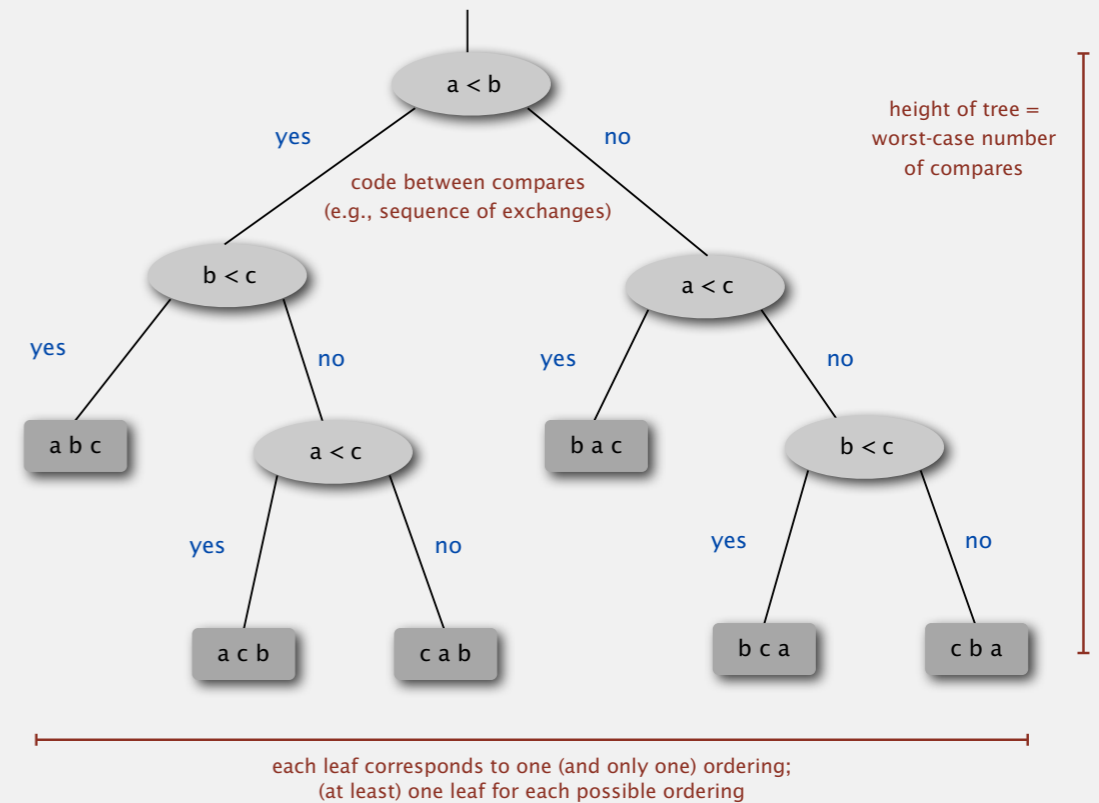 a < b
height of tree =
worst-case number
of compares
yes
no
code between compares
(e.g., sequence of exchanges)
b < c
a < c
yes
no
yes
no
a b c
a < c
b a c
b < c
yes
no
yes
no
a c b
c a b
b c a
c b a
each leaf corresponds to one (and only one) ordering;
(at least) one leaf for each possible ordering